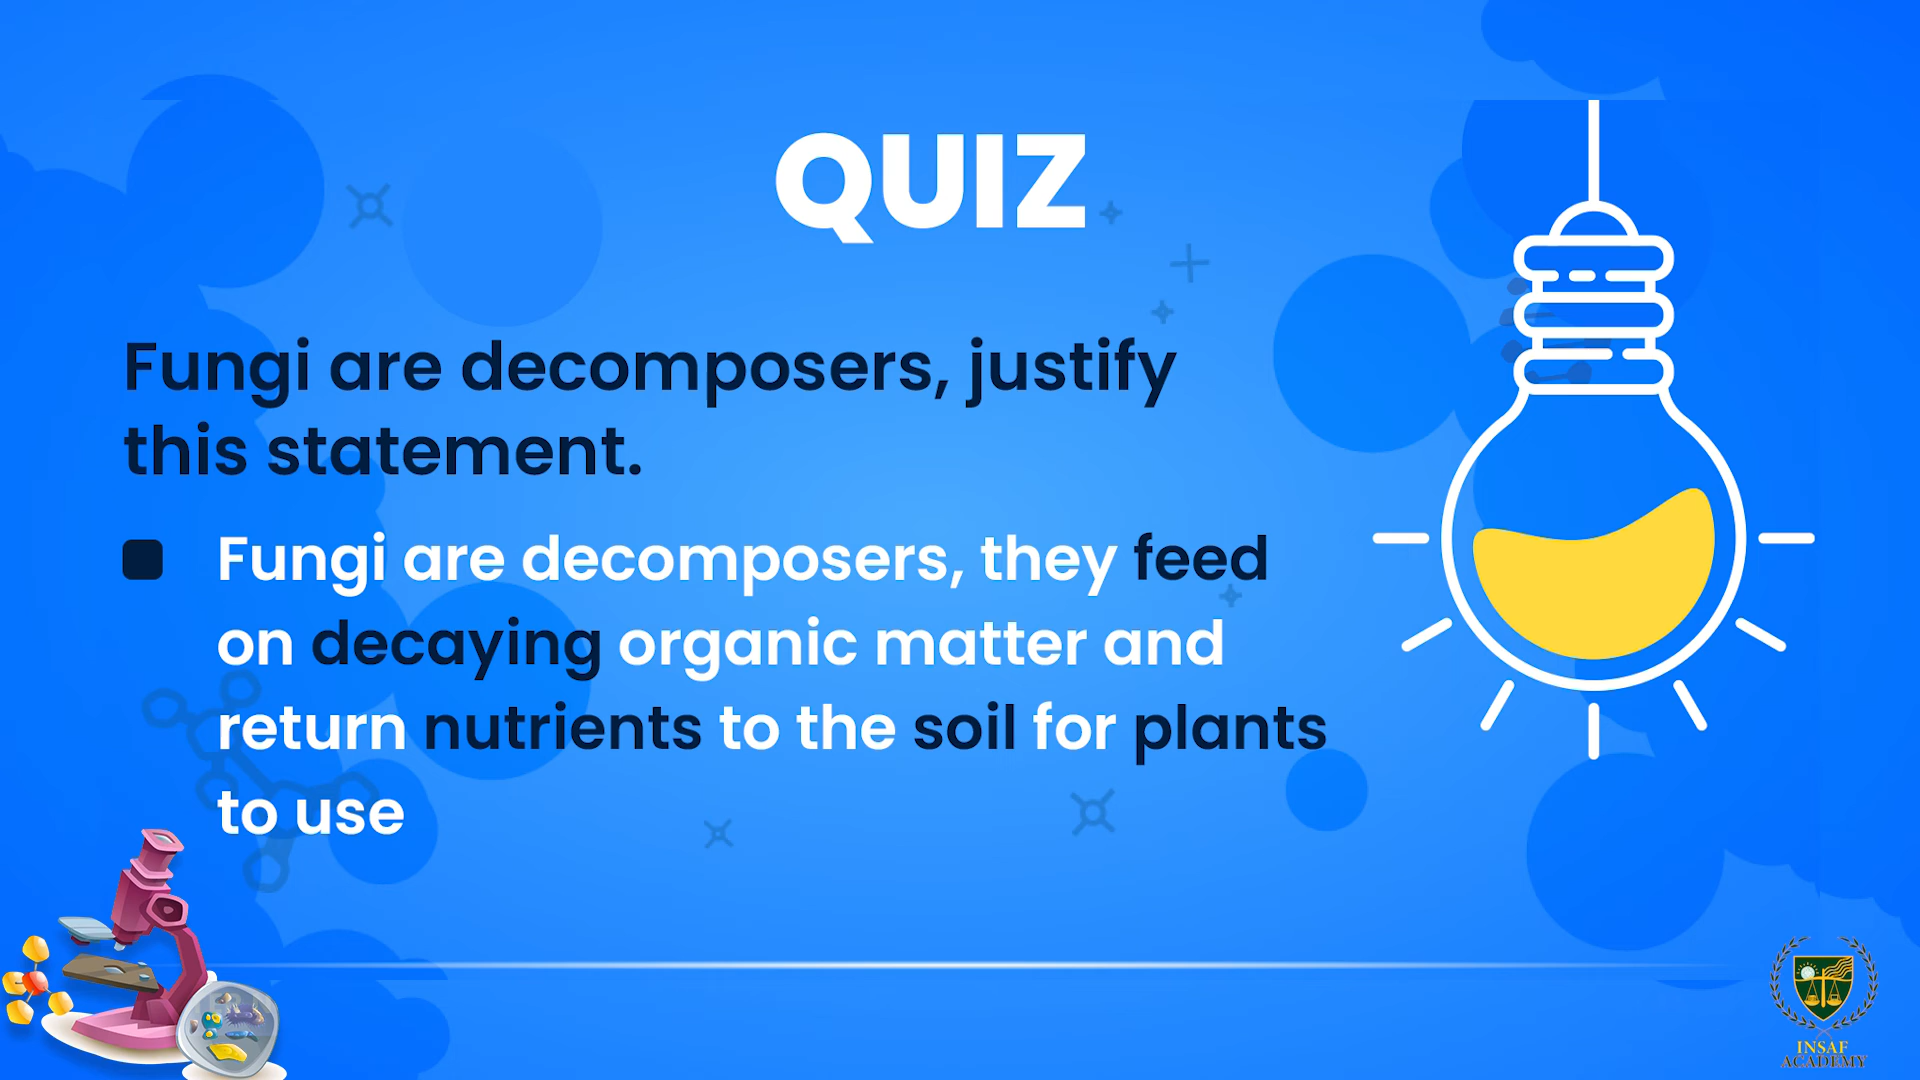 QUIZ
Fungi are decomposers, justify
this statement.
Fungi are decomposers, they feed
on decaying organic matter and
return nutrients to the soil for plants
to use
INSAF
ACADEMY